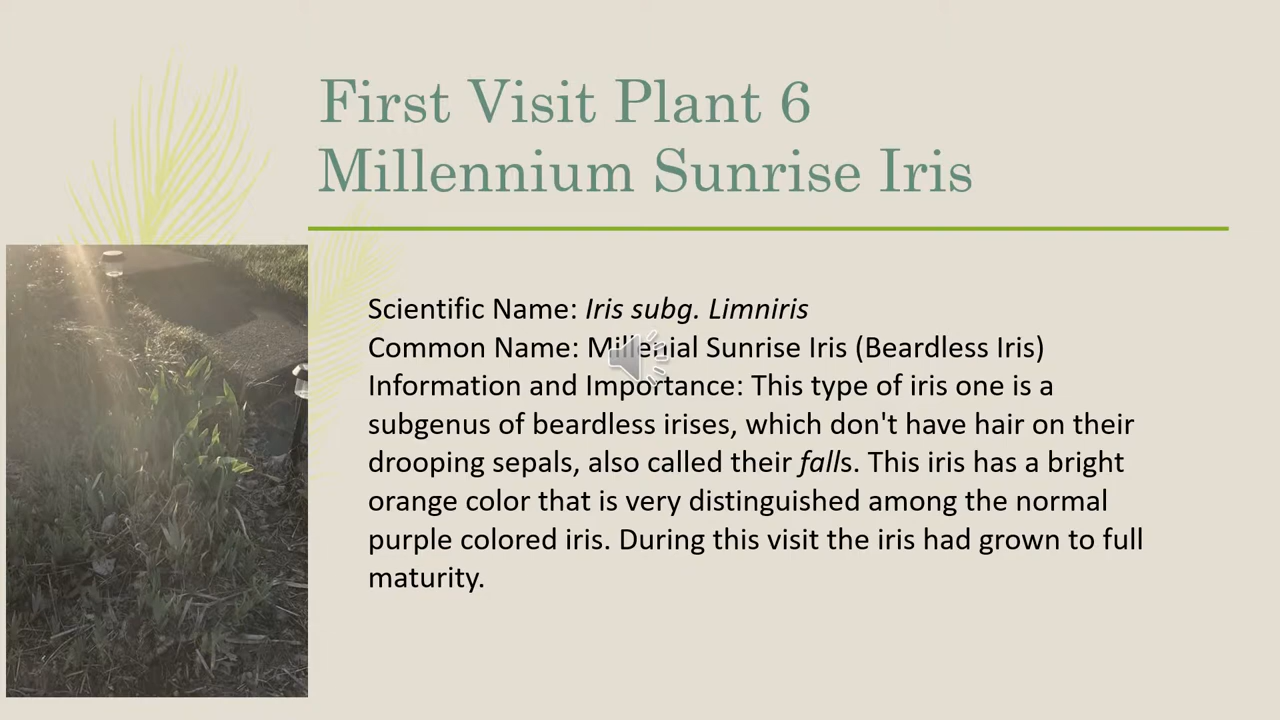 First Visit Plant 6
Millennium Sunrise Iris
Scientific Name: Iris subg. Limniris
Common Name: Millenial Sunrise Iris (Beardless Iris)
Information and Importance: This type of iris one is a
subgenus of beardless irises, which don't have hair on their
drooping sepals, also called their falls. This iris has a bright
orange color that is very distinguished among the normal
purple colored iris. During this visit the iris had grown to full
maturity.